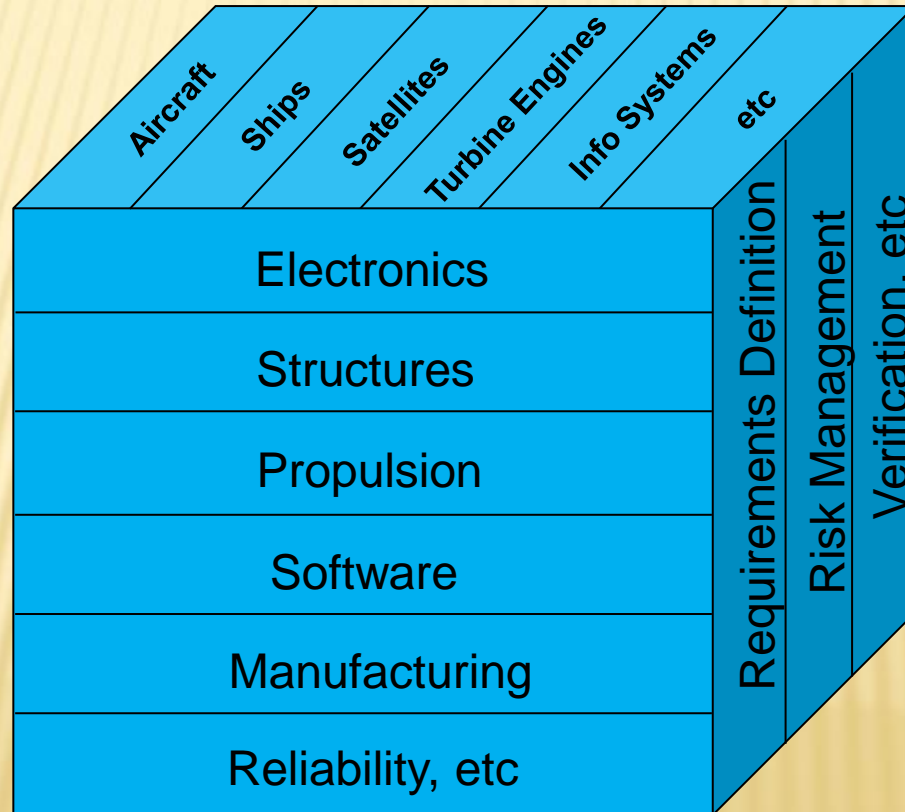 Aircraft
Ships
Satellites
Turbine Engines
Info Systems
etc
Electronics
Structures
Propulsion
Software
Manufacturing
Reliability, etc
Requirements Definition
Risk Management
Verification, etc